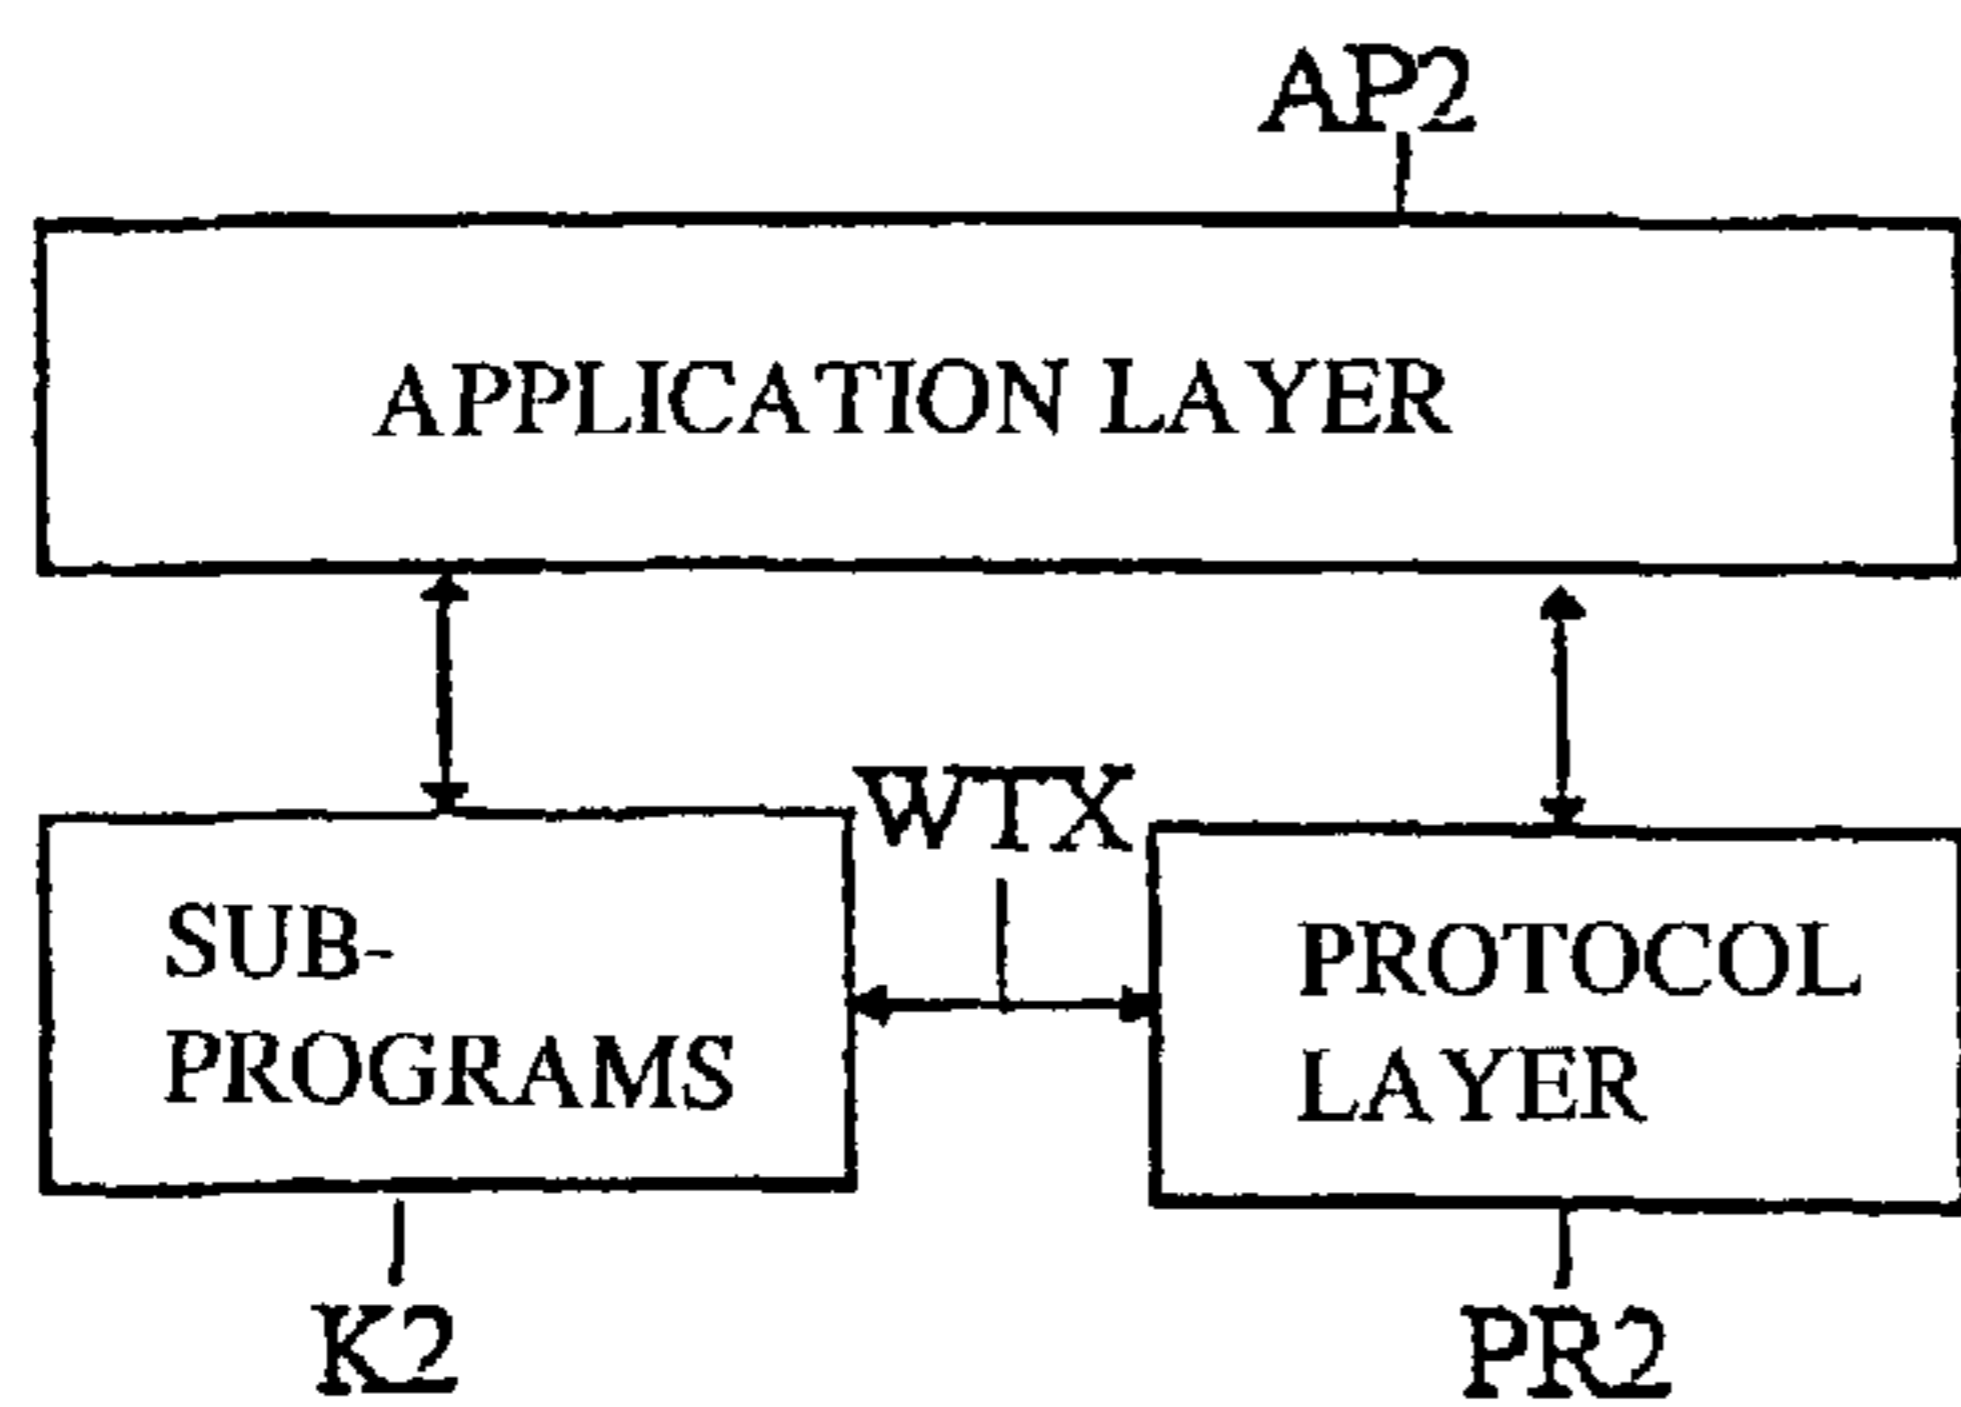 AP2
APPLICATION LAYER
WTX
SUB-
PROGRAMS
PROTOCOL
LAYER
K2
PR2